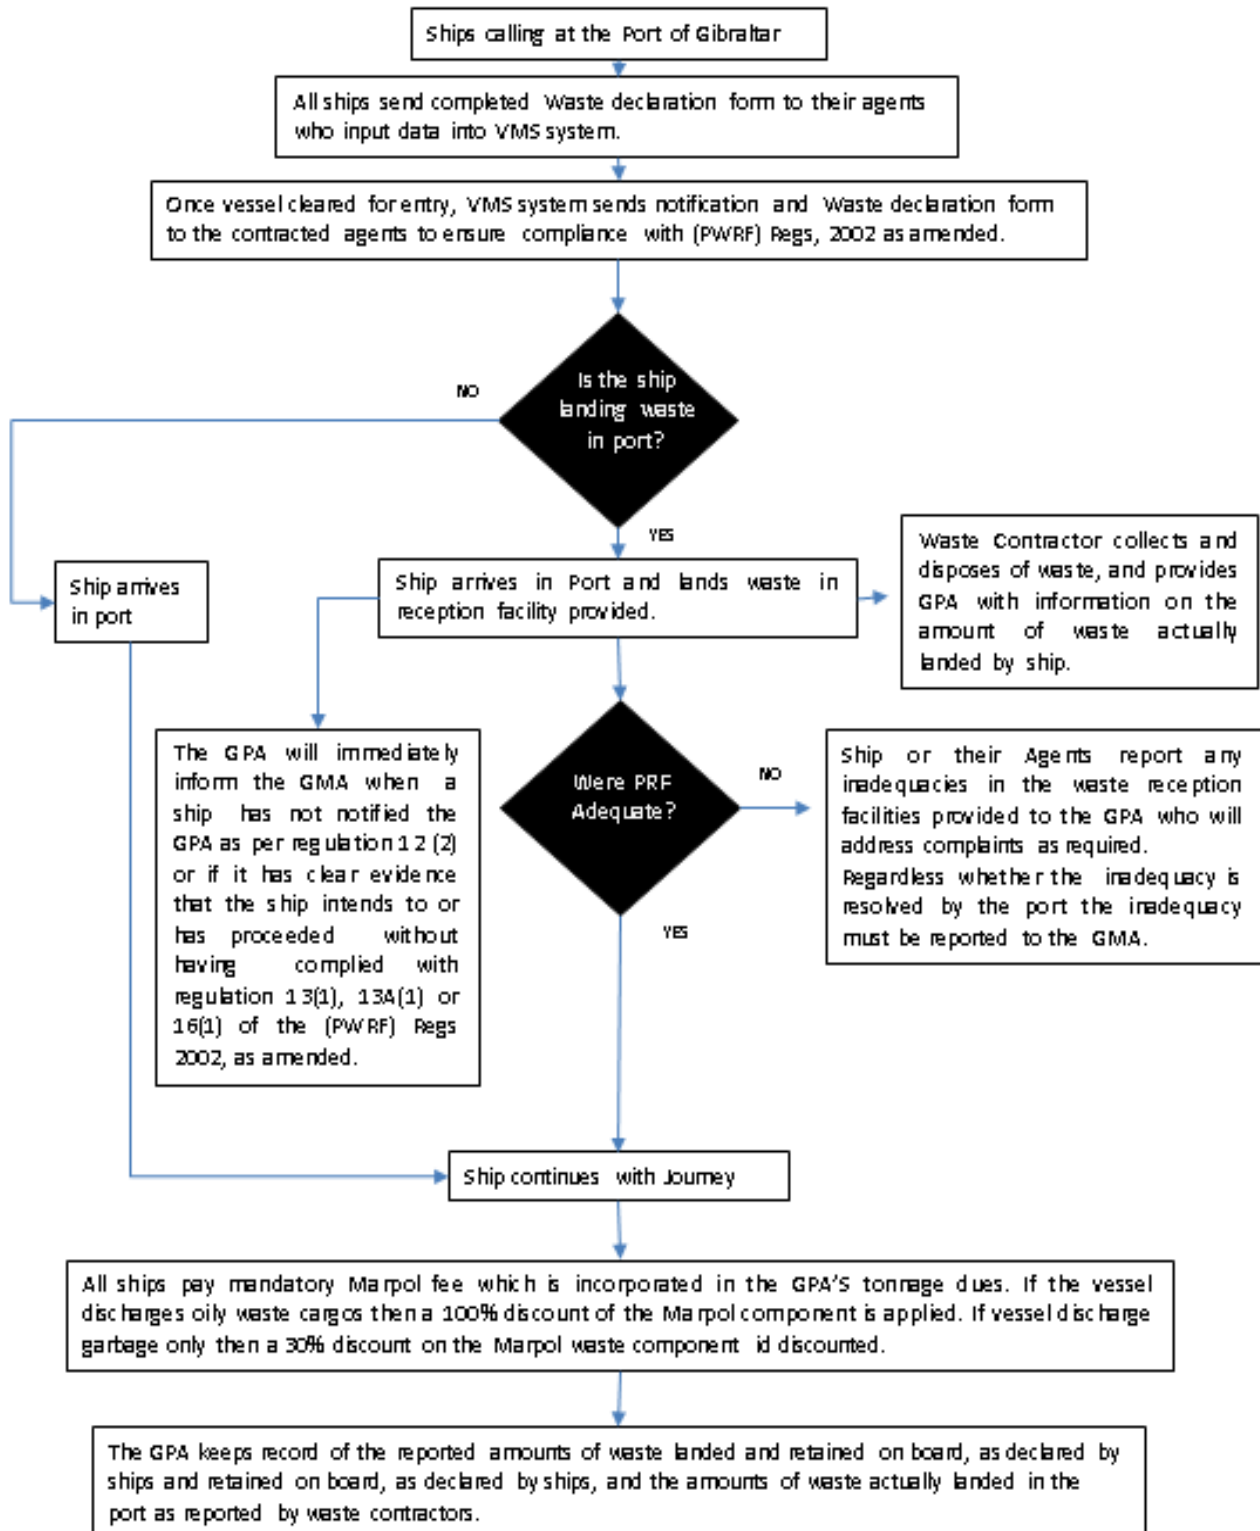 Ships calling at the Port of Gibraltar
All ships send completed Waste declaration form to their agents
who input data into VMS system.
Once vessel cleared for entry, VMS system sends notification and Waste declaration form
to the contracted agents to ensure compliance with (PWRF) Regs, 2002 as amended.
Is the ship
landing waste
in port?
NO
YES
Ship arrives
in port
Ship arrives in Port and lands waste in
reception facility provided.
Waste Contractor collects and
disposes of waste, and provides
GPA with information on the
amount of waste actually
landed by ship.
The GPA will immediately
inform the GMA when a
ship has not notified the
GPA as per regulation 12 (2)
or if it has clear evidence
that the ship intends to or
has proceeded without
having complied with
regulation 13(1), 13A(1) or
16(1) of the (PWRF) Regs
2002, as amended.
Were PRF
Adequate?
NO
YES
Ship or their Agents report any
inadequacies in the waste reception
facilities provided to the GPA who will
address complaints as required.
Regardless whether the inadequacy is
resolved by the port the inadequacy
must be reported to the GMA.
Ship continues with Journey
All ships pay mandatory Marpol fee which is incorporated in the GPA'S tonnage dues. If the vessel
discharges oily waste cargos then a 100% discount of the Marpol component is applied. If vessel discharge
garbage only then a 30% discount on the Marpol waste component id discounted.
The GPA keeps record of the reported amounts of waste landed and retained on board, as declared by
ships and retained on board, as declared by ships, and the amounts of waste actually landed in the
port as reported by waste contractors.